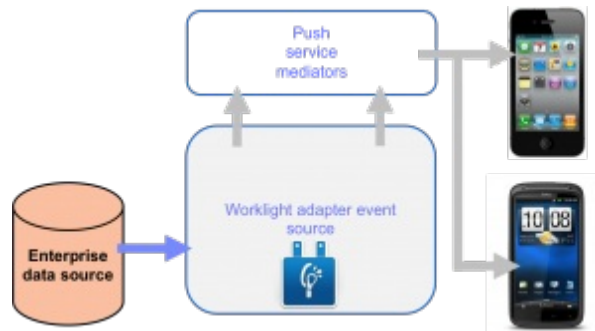 Push
service
mediators
Worklight adapter event
source
Enterprise
data source
10 08